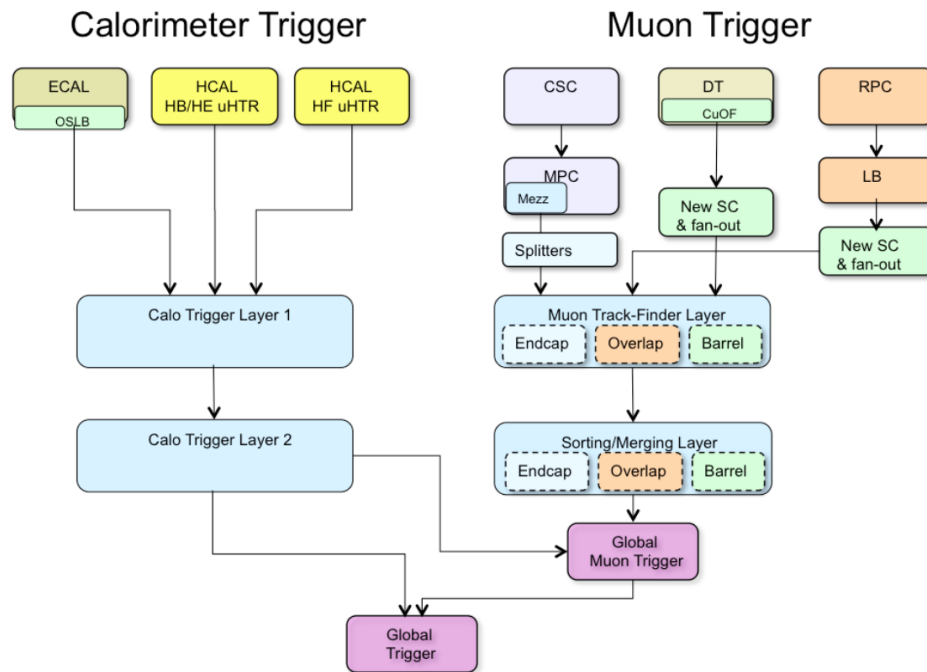 Calorimeter Trigger
Muon Trigger
ECAL
OSLB
HCAL
HB/HE uHTR
HCAL
HF uHTR
CSC
DT
CuOF
RPC
MPC
Mezz
LB
New SC
& fan-out
Splitters
New SC
& fan-out
Calo Trigger Layer 1
Muon Track-Finder Layer
Endcap
Overlap
Barrel
Calo Trigger Layer 2
Sorting/Merging Layer
Endcap
Overlap
Barrel
Global
Muon Trigger
Global
Trigger